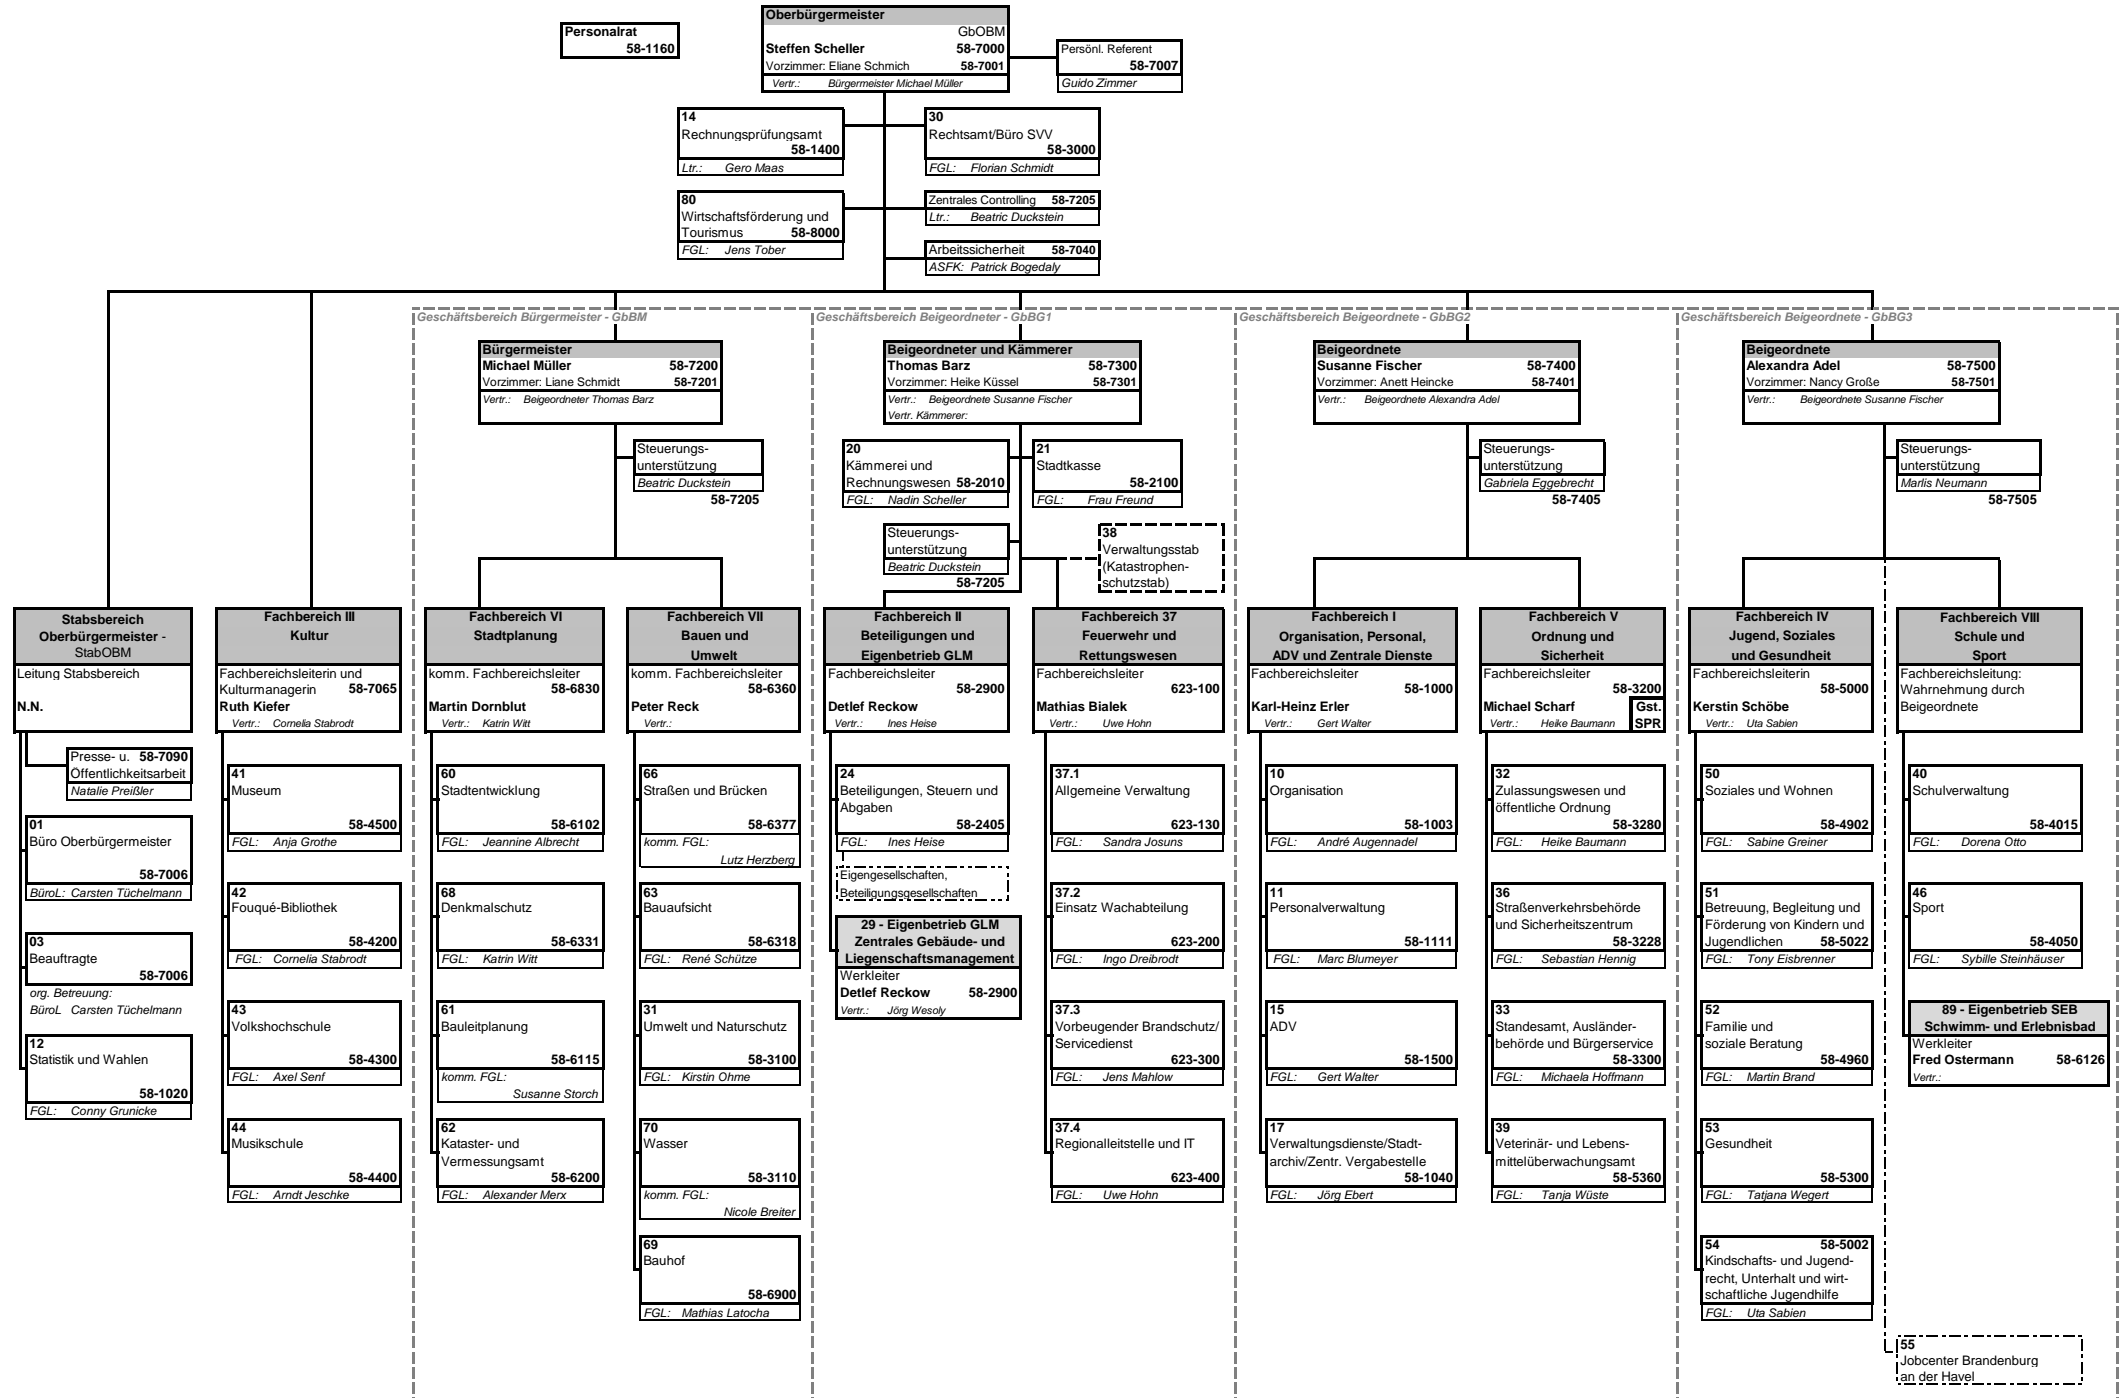 Personalrat
58-1160
Oberbürgermeister
GbOBM
Steffen Scheller 58-7000
Vorzimmer: Eliane Schmich 58-7001
Vertr.: Bürgermeister Michael Müller
Persönl. Referent
58-7007
Guido Zimmer
14
Rechnungsprüfungsamt
58-1400
Ltr.: Gero Maas
30
Rechtsamt/Büro SVV
58-3000
FGL: Florian Schmidt
80
Wirtschaftsförderung und
Tourismus 58-8000
FGL: Jens Tober
Zentrales Controlling 58-7205
Ltr.: Beatric Duckstein
Arbeitssicherheit 58-7040
ASFK: Patrick Bogedaly
Geschäftsbereich Bürgermeister - GbBM
Bürgermeister
Michael Müller 58-7200
Vorzimmer: Liane Schmidt 58-7201
Vertr.: Beigeordneter Thomas Barz
Steuerungs-
unterstützung
Beatric Duckstein
58-7205
Geschäftsbereich Beigeordneter - GbBG1
Beigeordneter und Kämmerer
Thomas Barz 58-7300
Vorzimmer: Heike Küssel 58-7301
Vertr.: Beigeordnete Susanne Fischer
Vertr. Kämmerer:
20
Kämmerei und
Rechnungswesen 58-2010
FGL: Nadin Scheller
21
Stadtkasse
58-2100
FGL: Frau Freund
Steuerungs-
unterstützung
Beatric Duckstein
58-7205
38
Verwaltungsstab
(Katastrophen-
schutzstab)
Geschäftsbereich Beigeordnete - GbBG2
Beigeordnete
Susanne Fischer 58-7400
Vorzimmer: Anett Heincke 58-7401
Vertr.: Beigeordnete Alexandra Adel
Steuerungs-
unterstützung
Gabriela Eggebrecht
58-7405
Geschäftsbereich Beigeordnete - GbBG3
Beigeordnete
Alexandra Adel 58-7500
Vorzimmer: Nancy Große 58-7501
Vertr.: Beigeordnete Susanne Fischer
Steuerungs-
unterstützung
Marlis Neumann
58-7505
Stabsbereich
Oberbürgermeister -
StabOBM
Leitung Stabsbereich
N.N.
Presse- u. 58-7090
Öffentlichkeitsarbeit
Natalie Preißler
01
Büro Oberbürgermeister
58-7006
BüroL: Carsten Tüchelmann
03
Beauftragte
58-7006
org. Betreuung:
BüroL Carsten Tüchelmann
12
Statistik und Wahlen
58-1020
FGL: Conny Grunicke
Fachbereich III
Kultur
Fachbereichsleiterin und
Kulturmanagerin 58-7065
Ruth Kiefer
Vertr.: Cornelia Stabrodt
41
Museum
58-4500
FGL: Anja Grothe
42
Fouqué-Bibliothek
58-4200
FGL: Cornelia Stabrodt
43
Volkshochschule
58-4300
FGL: Axel Senf
44
Musikschule
58-4400
FGL: Arndt Jeschke
Fachbereich VI
Stadtplanung
komm. Fachbereichsleiter
58-6830
Martin Dornblut
Vertr.: Katrin Witt
60
Stadtentwicklung
58-6102
FGL: Jeannine Albrecht
68
Denkmalschutz
58-6331
FGL: Katrin Witt
61
Bauleitplanung
58-6115
komm. FGL:
Susanne Storch
62
Kataster- und
Vermessungsamt
58-6200
FGL: Alexander Merx
Fachbereich VII
Bauen und
Umwelt
komm. Fachbereichsleiter
58-6360
Peter Reck
Vertr.:
66
Straßen und Brücken
58-6377
komm. FGL:
Lutz Herzberg
63
Bauaufsicht
58-6318
FGL: René Schütze
31
Umwelt und Naturschutz
58-3100
FGL: Kirstin Ohme
70
Wasser
58-3110
komm. FGL:
Nicole Breiter
69
Bauhof
58-6900
FGL: Mathias Latocha
Fachbereich II
Beteiligungen und
Eigenbetrieb GLM
Fachbereichsleiter
58-2900
Detlef Reckow
Vertr.: Ines Heise
24
Beteiligungen, Steuern und
Abgaben
58-2405
FGL: Ines Heise
Eigengesellschaften,
Beteiligungsgesellschaften
29 - Eigenbetrieb GLM
Zentrales Gebäude- und
Liegenschaftsmanagement
Werkleiter
Detlef Reckow 58-2900
Vertr.: Jörg Wesoly
Fachbereich 37
Feuerwehr und
Rettungswesen
Fachbereichsleiter
623-100
Mathias Bialek
Vertr.: Uwe Hohn
37.1
Allgemeine Verwaltung
623-130
FGL: Sandra Josuns
37.2
Einsatz Wachabteilung
623-200
FGL: Ingo Dreibrodt
37.3
Vorbeugender Brandschutz/
Servicedienst
623-300
FGL: Jens Mahlow
37.4
Regionalleitstelle und IT
623-400
FGL: Uwe Hohn
Fachbereich I
Organisation, Personal,
ADV und Zentrale Dienste
Fachbereichsleiter
58-1000
Karl-Heinz Erler
Vertr.: Gert Walter
10
Organisation
58-1003
FGL: André Augennadel
11
Personalverwaltung
58-1111
FGL: Marc Blumeyer
15
ADV
58-1500
FGL: Gert Walter
17
Verwaltungsdienste/Stadt-
archiv/Zentr. Vergabestelle
58-1040
FGL: Jörg Ebert
Fachbereich V
Ordnung und
Sicherheit
Fachbereichsleiter
58-3200
Michael Scharf
Vertr.: Heike Baumann
Gst.
SPR
32
Zulassungswesen und
öffentliche Ordnung
58-3280
FGL: Heike Baumann
36
Straßenverkehrsbehörde
und Sicherheitszentrum
58-3228
FGL: Sebastian Hennig
33
Standesamt, Ausländer-
behörde und Bürgerservice
58-3300
FGL: Michaela Hoffmann
39
Veterinär- und Lebens-
mittelüberwachungsamt
58-5360
FGL: Tanja Wüste
Fachbereich IV
Jugend, Soziales
und Gesundheit
Fachbereichsleiterin
58-5000
Kerstin Schöbe
Vertr.: Uta Sabien
50
Soziales und Wohnen
58-4902
FGL: Sabine Greiner
51
Betreuung, Begleitung und
Förderung von Kindern und
Jugendlichen 58-5022
FGL: Tony Eisbrenner
52
Familie und
soziale Beratung
58-4960
FGL: Martin Brand
53
Gesundheit
58-5300
FGL: Tatjana Wegert
54 58-5002
Kindschafts- und Jugend-
recht, Unterhalt und wirt-
schaftliche Jugendhilfe
FGL: Uta Sabien
Fachbereich VIII
Schule und
Sport
Fachbereichsleitung:
Wahrnehmung durch
Beigeordnete
40
Schulverwaltung
58-4015
FGL: Dorena Otto
46
Sport
58-4050
FGL: Sybille Steinhäuser
89 - Eigenbetrieb SEB
Schwimm- und Erlebnisbad
Werkleiter
Fred Ostermann 58-6126
Vertr.:
55
Jobcenter Brandenburg
an der Havel